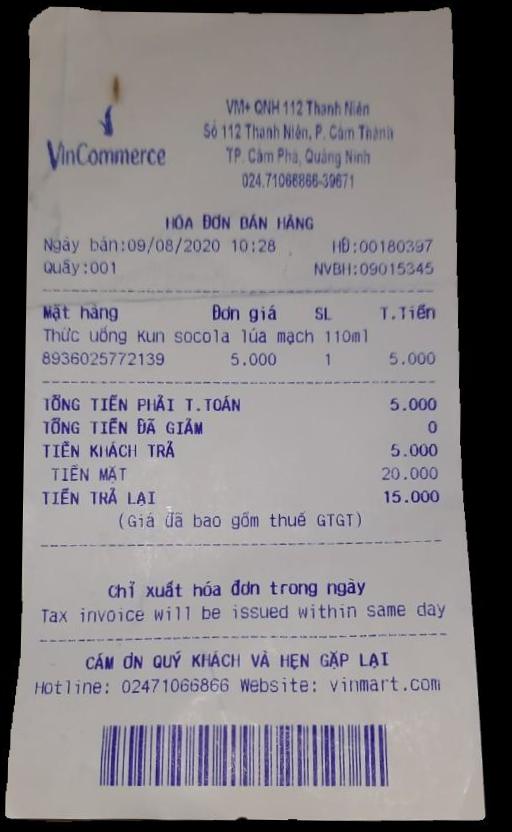 VinCommerce
VM+ QNH 112 Thanh Niên
Số 112 Thanh Niên, P. Cẩm Thành
TP. Cẩm Phả, Quảng Ninh
024.71066866-39671
HÓA ĐƠN BÁN HÀNG
Ngày bán:09/08/2020 10:28 HĐ:00180397
Quầy:001 NVBH:09015345
Mặt hàng Đơn giá SL T.Tiền
Thức uống Kun socola lúa mạch 110ml
8936025772139 5.000 1 5.000
TỔNG TIỀN PHẢI T.TOÁN 5.000
TỔNG TIỀN ĐÃ GIẢM 0
TIỀN KHÁCH TRẢ 5.000
TIỀN MẶT 20.000
TIỀN TRẢ LẠI 15.000
(Giá đã bao gồm thuế GTGT)
Chỉ xuất hóa đơn trong ngày
Tax invoice will be issued within same day
CÁM ƠN QUÝ KHÁCH VÀ HẸN GẶP LẠI
Hotline: 02471066866 Website: vinmart.com